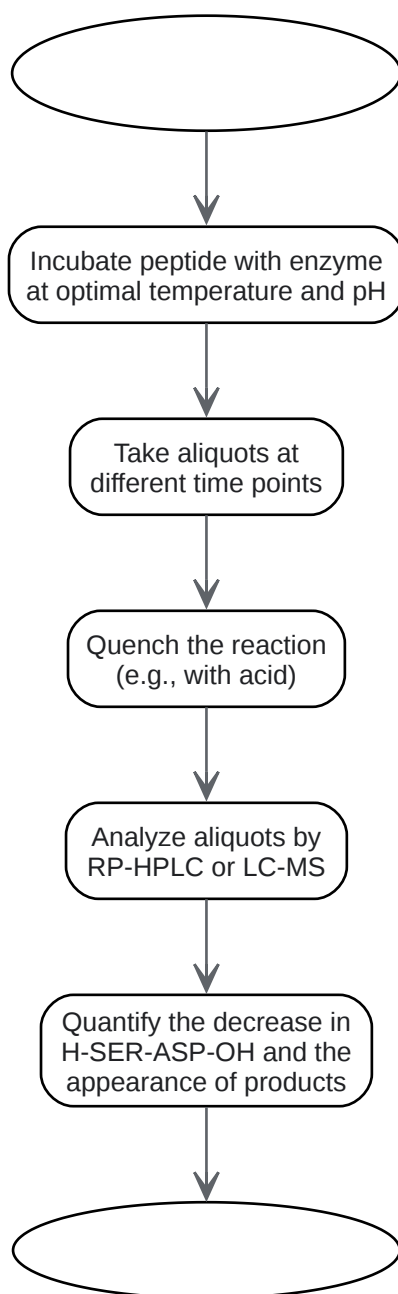 Incubate peptide with enzyme
at optimal temperature and pH
Take aliquots at
different time points
Quench the reaction
(e.g., with acid)
Analyze aliquots by
RP-HPLC or LC-MS
Quantify the decrease in
H-SER-ASP-OH and the
appearance of products